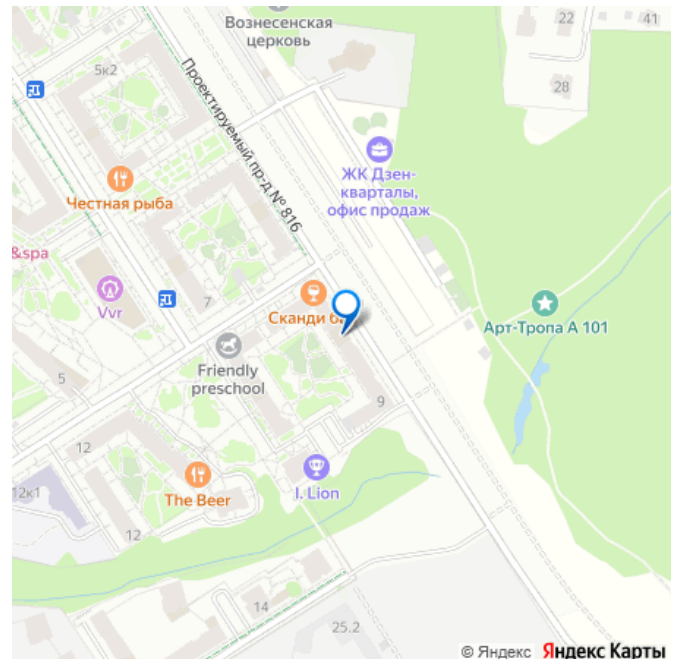 Вознесенская
церковь
22
41
28
5к2
Проектируемый пр-д № 816
ЖК Дзен-
кварталы,
офис продаж
Честная рыба
&spa
Vvr
7
Сканди
Арт-Тропа А 101
Friendly
preschool
5
9
12
The Beer
I. Lion
12к1
12
14
25.2
© Яндекс Яндекс Карты